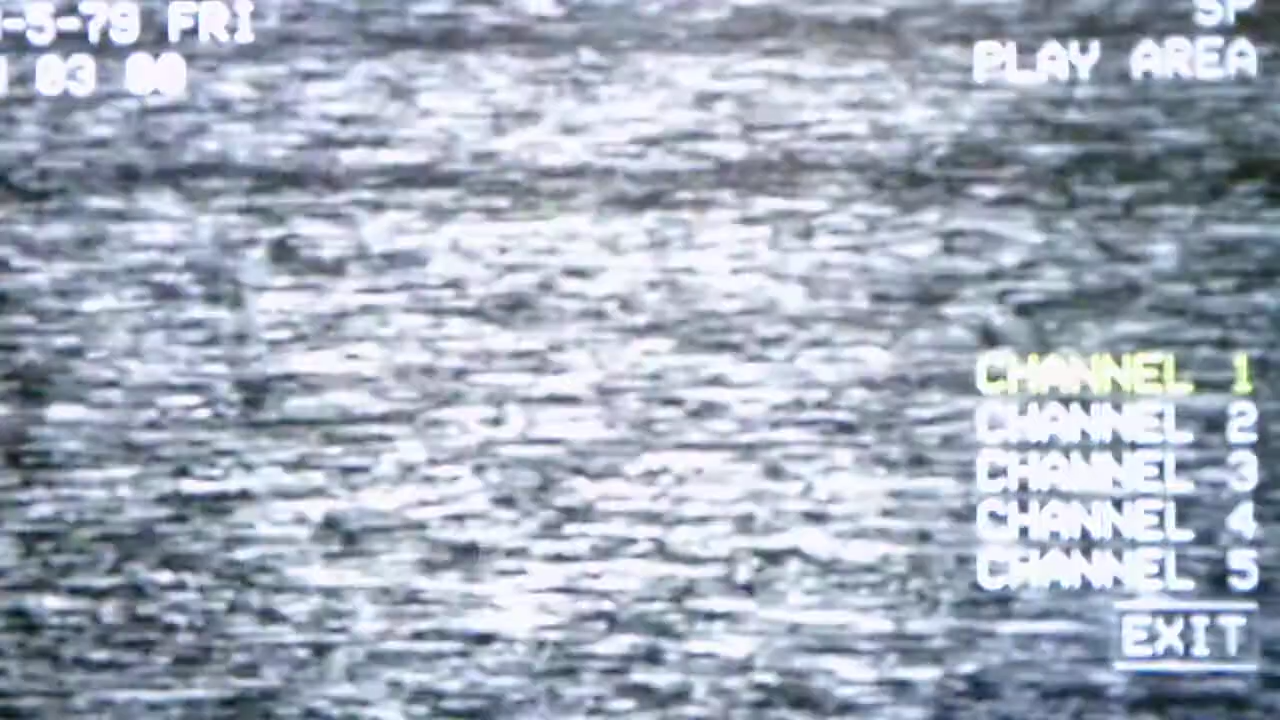 -5-79 FRI
03 00
SP
PLAY AREA
CHANNEL 1
CHANNEL 2
CHANNEL 3
CHANNEL 4
CHANNEL 5
EXIT